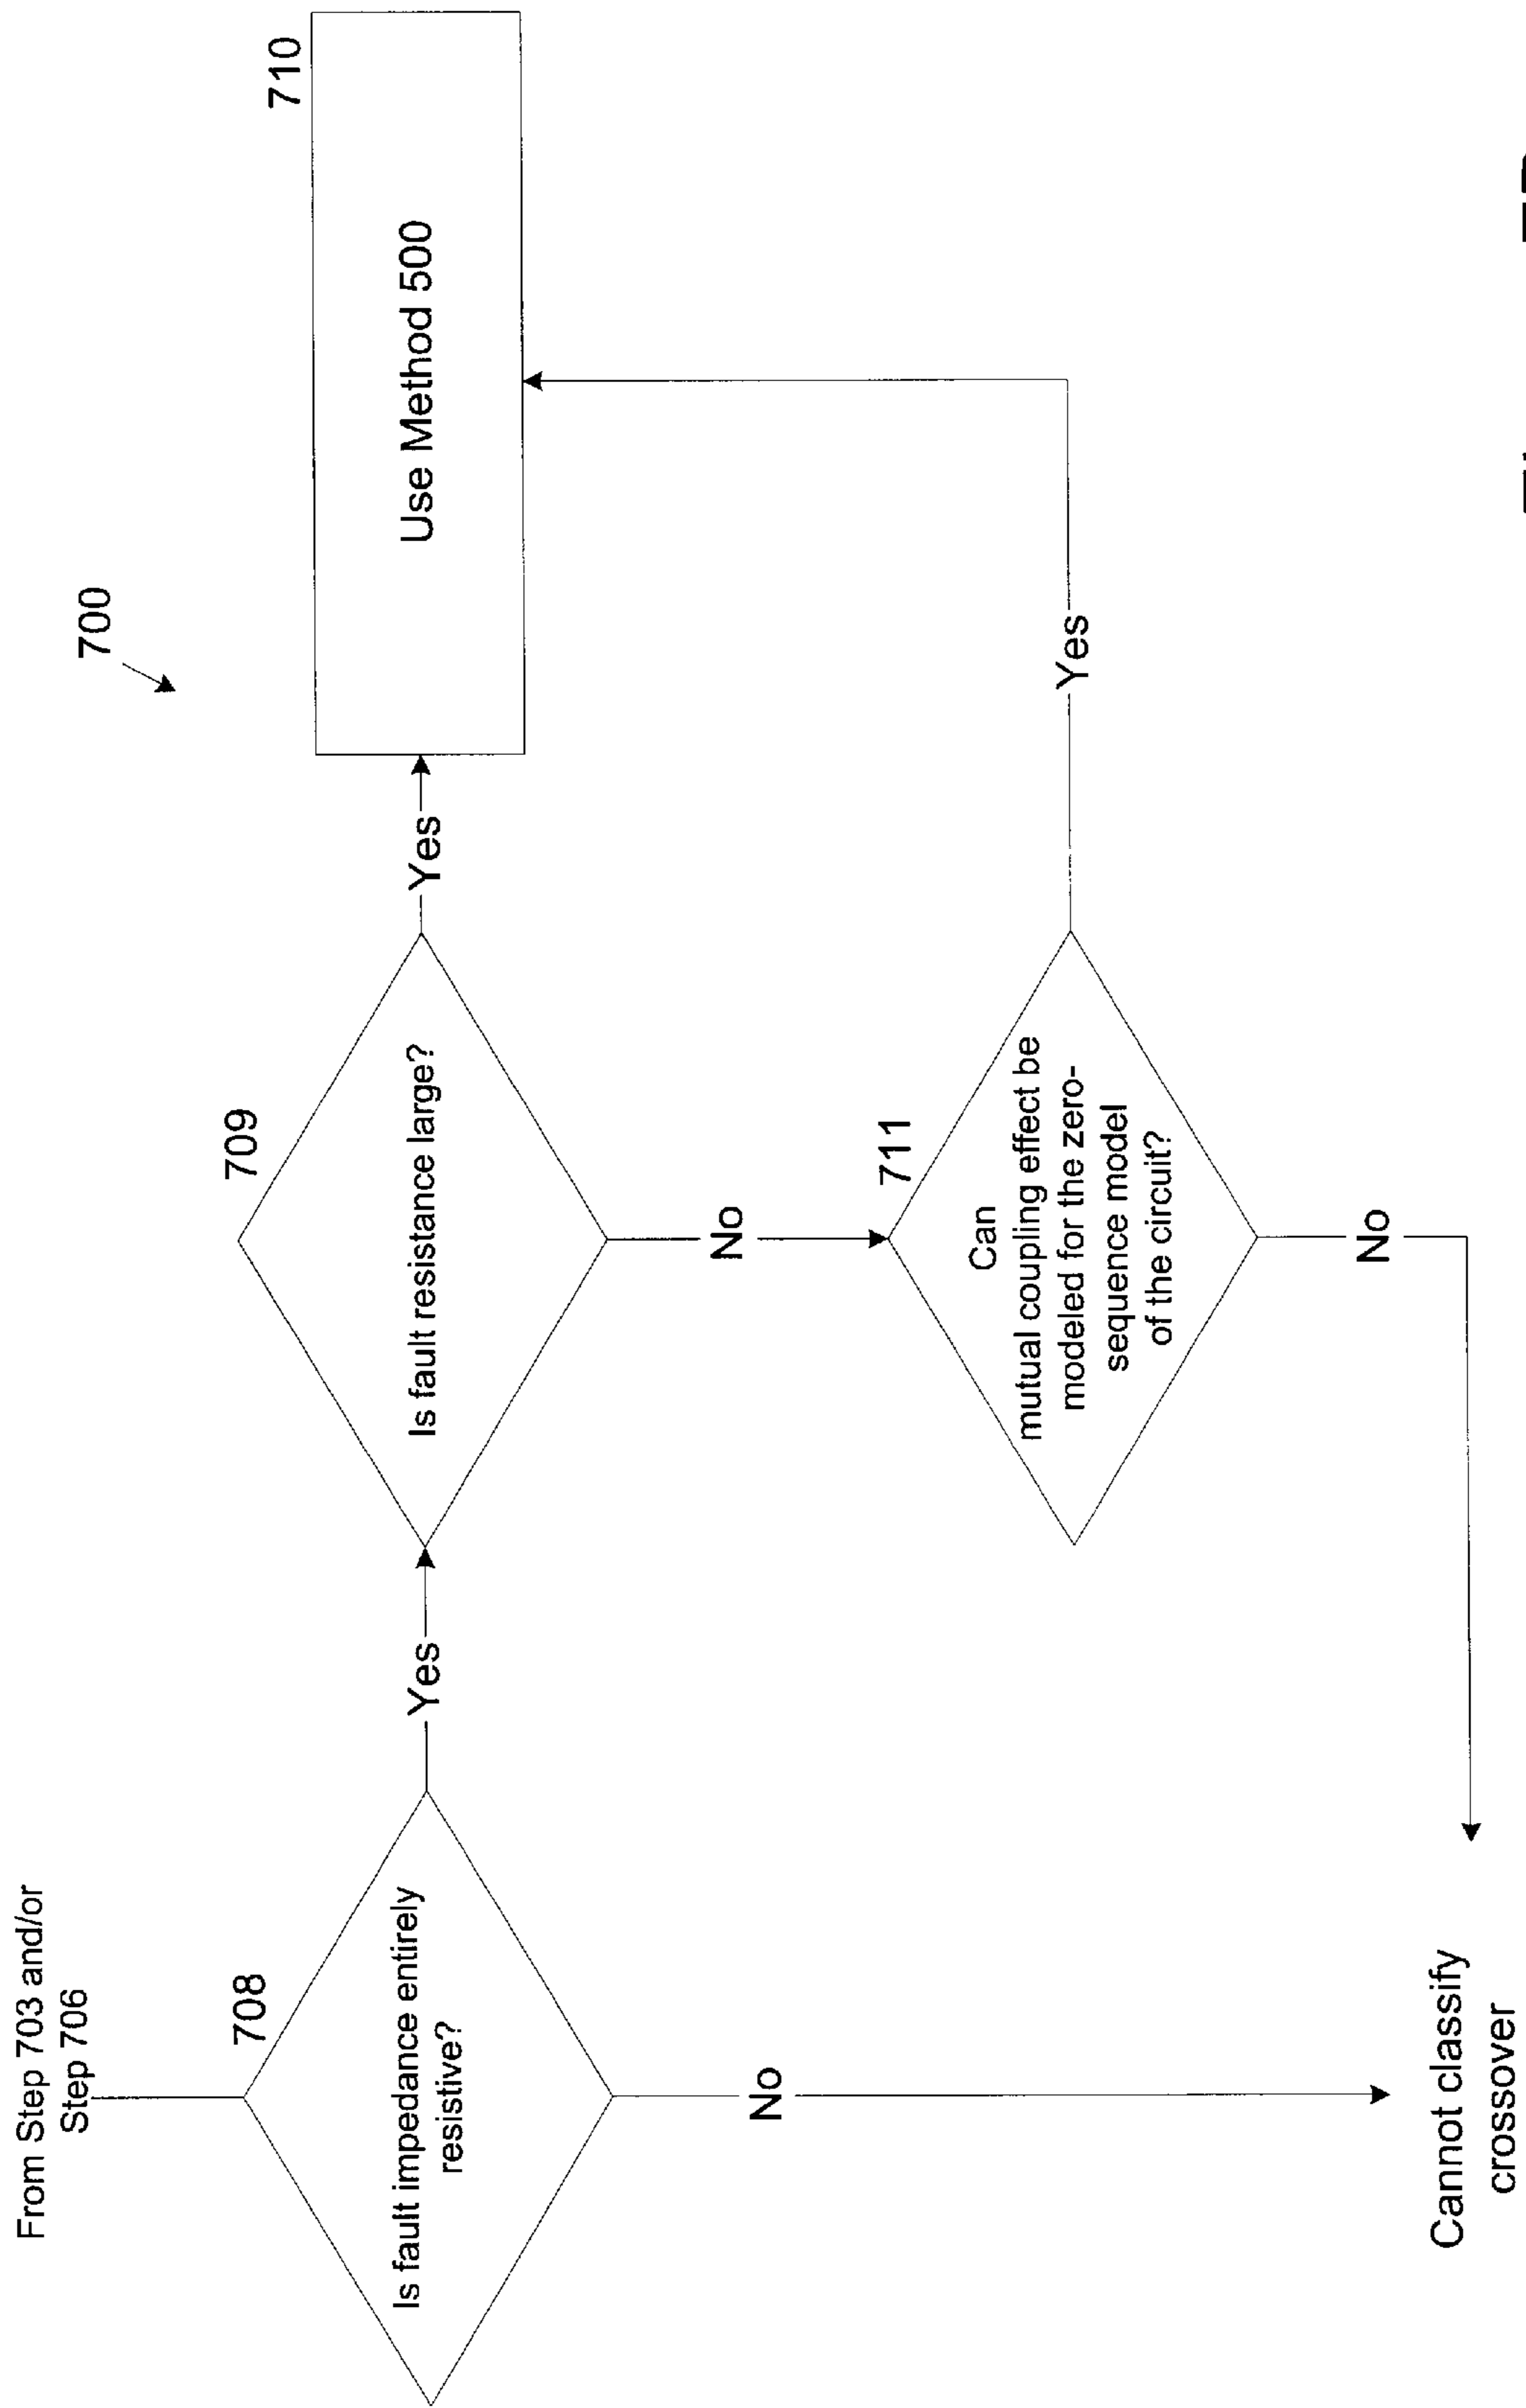 700
From Step 703 and/or
Step 706
708
Is fault impedance entirely
resistive?
Yes
No
709
Is fault resistance large?
Yes
No
710
Use Method 500
711
Can
mutual coupling effect be
modeled for the zero-
sequence model
of the circuit?
Yes
No
Cannot classify
crossover